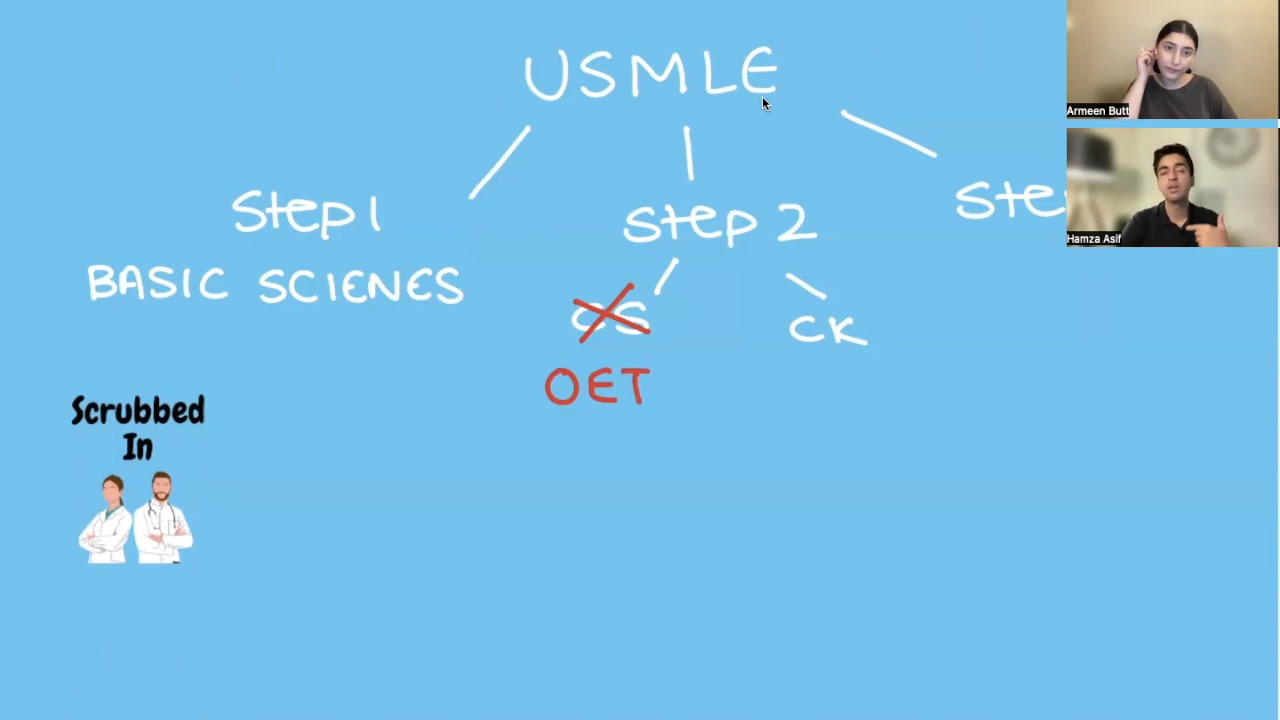 USMLE
Step 1
Step 2
BASIC SCIENES
CS
CK
OET
Scrubbed
In
Armeen Butt
Hamza Asif